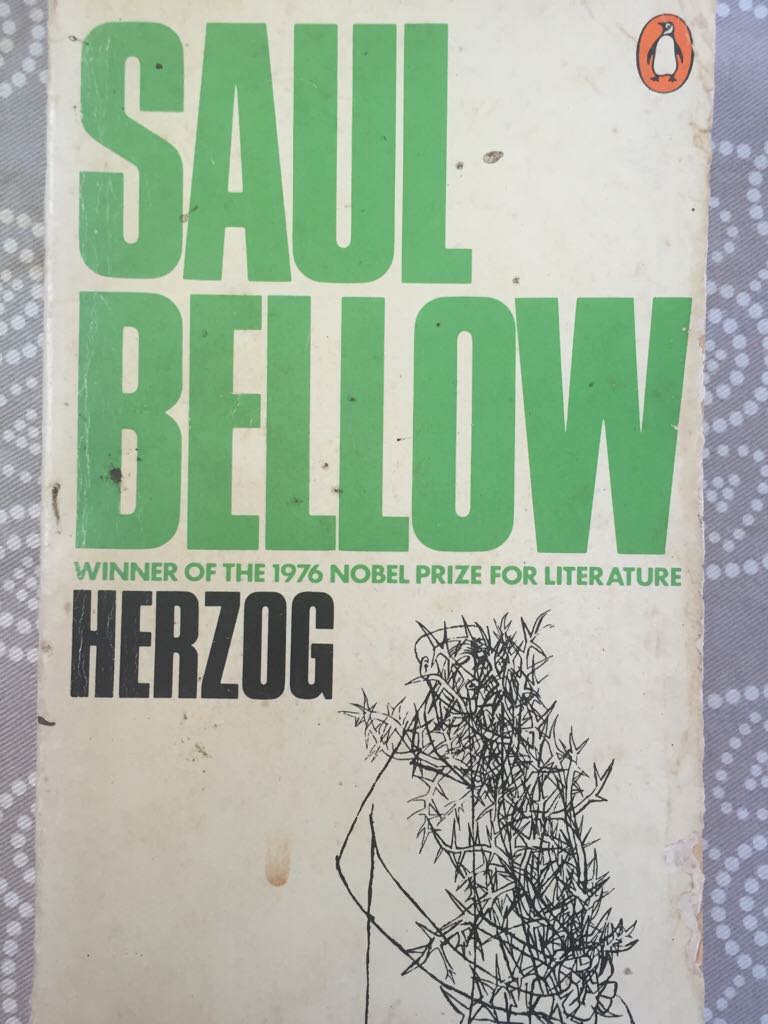 SAUL
BELLOW
WINNER OF THE 1976 NOBEL PRIZE FOR LITERATURE
HERZOG